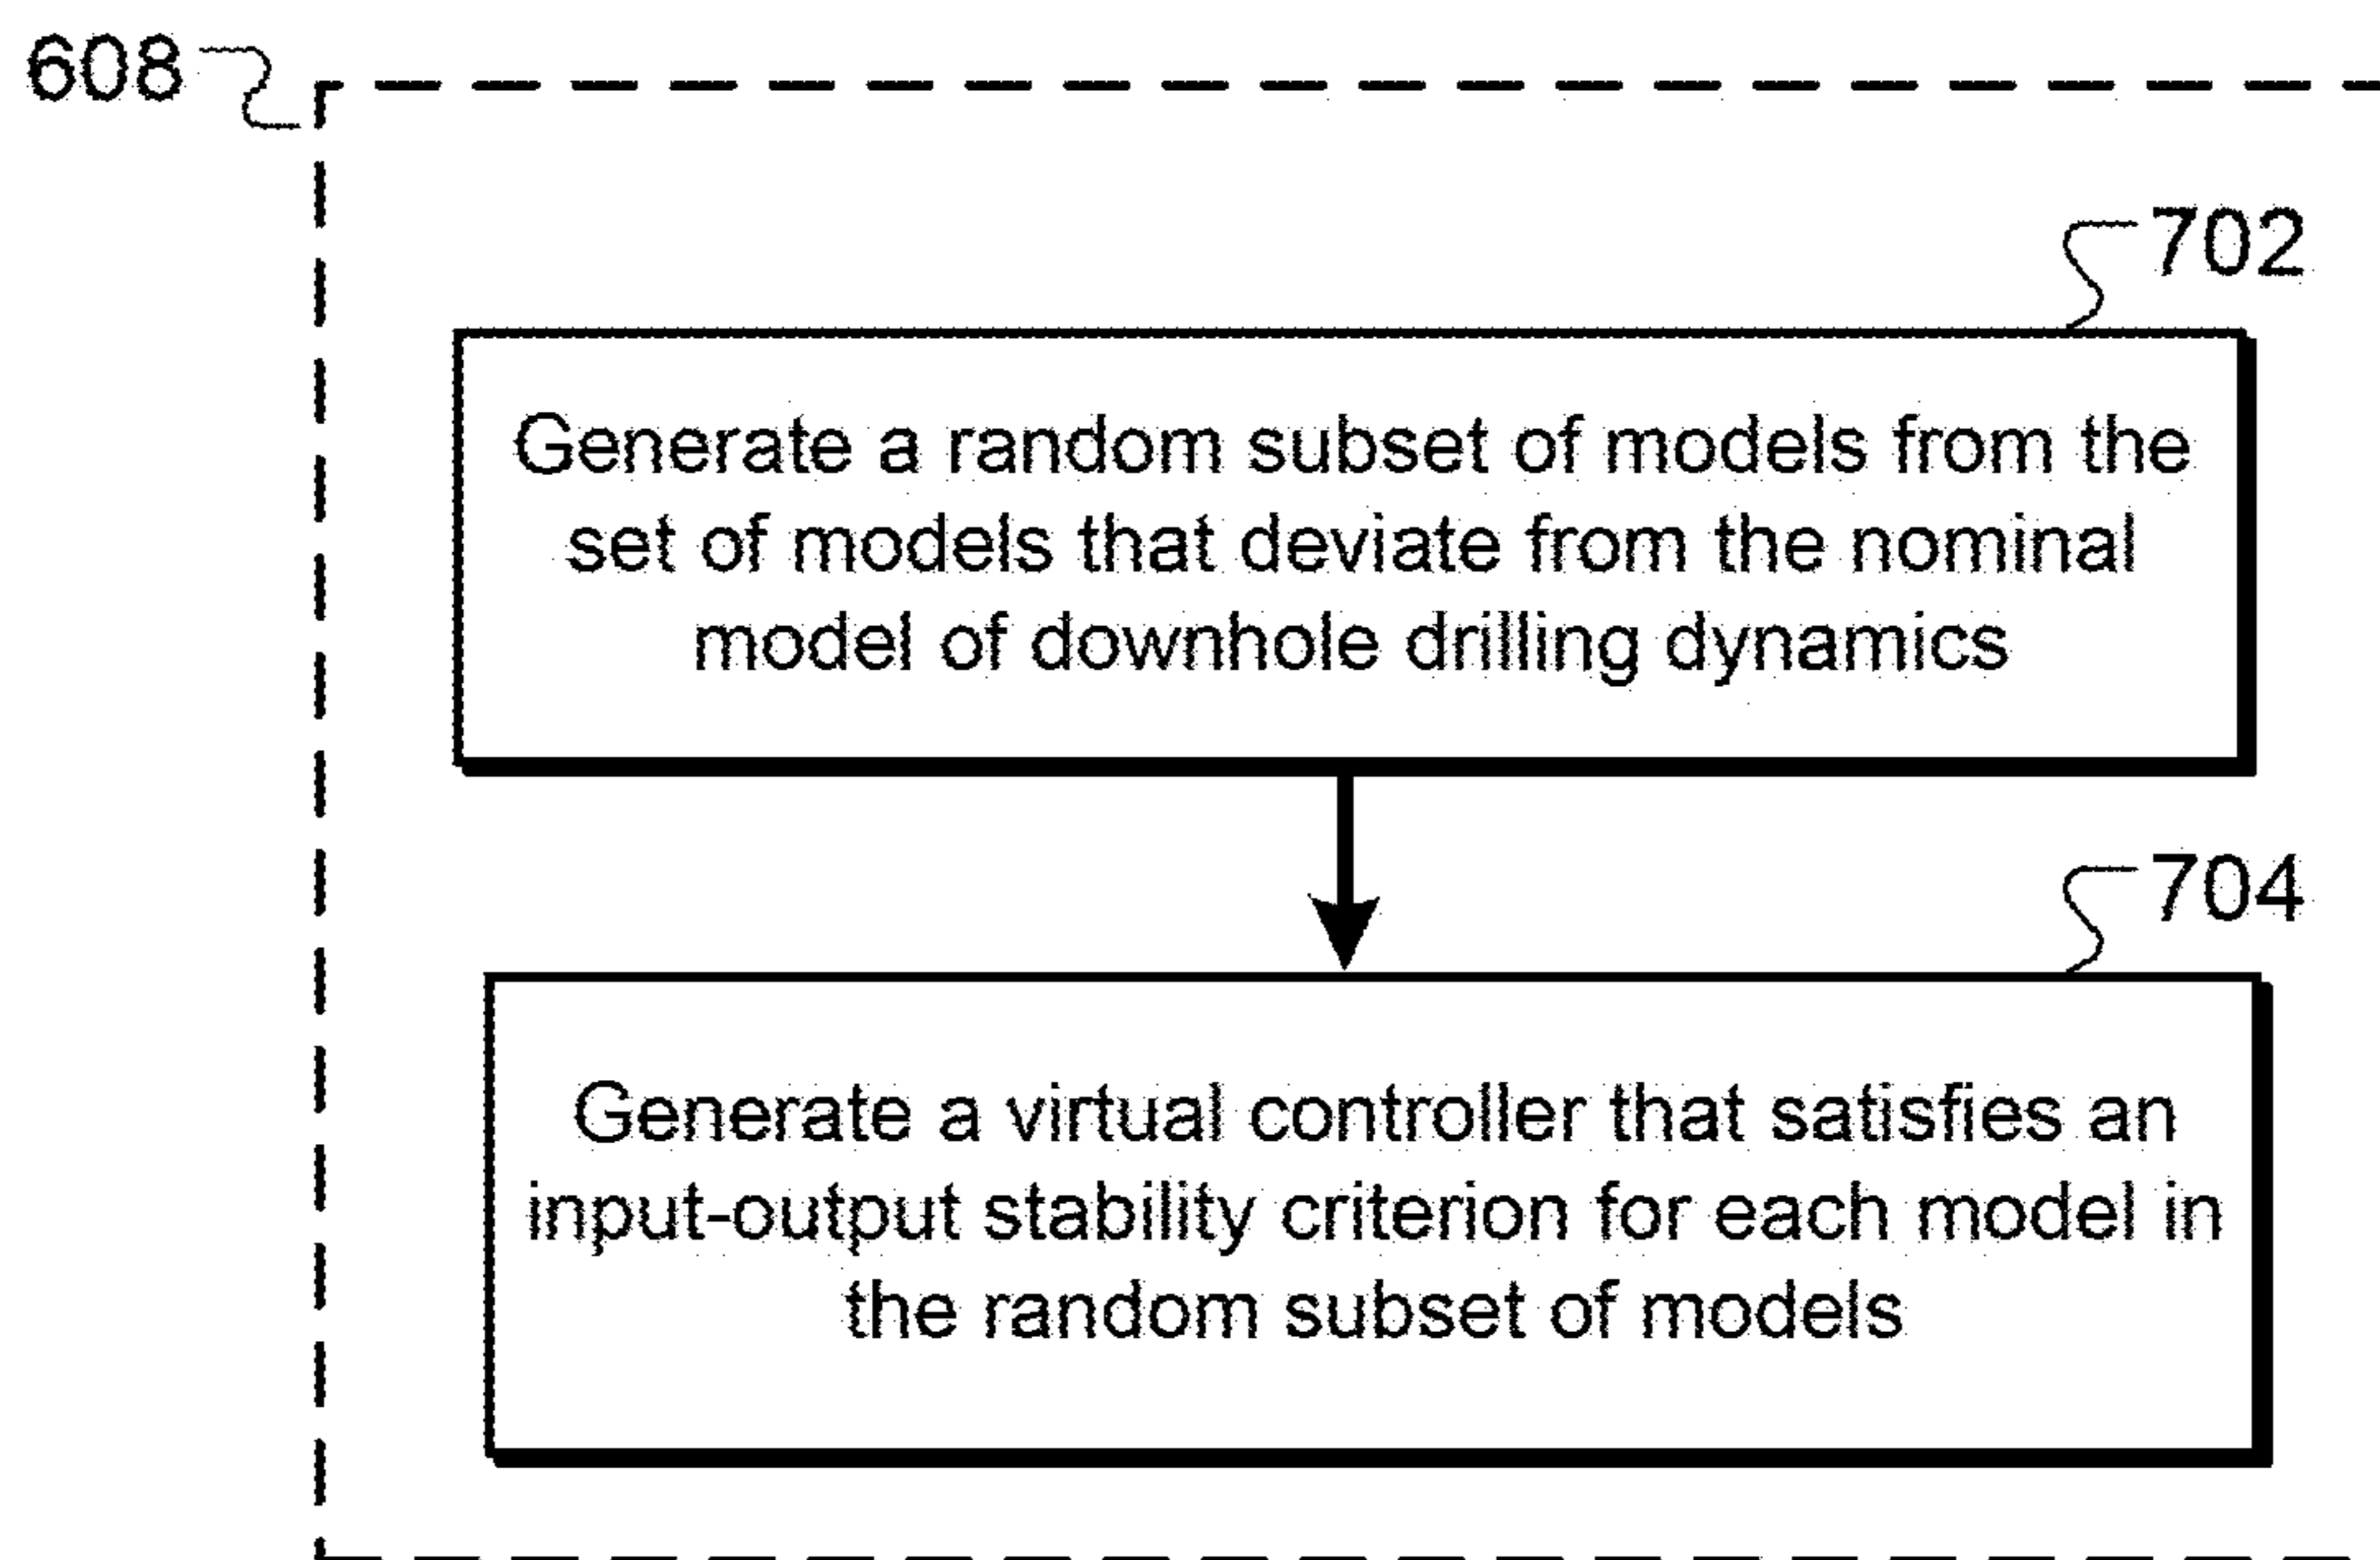 608
702
Generate a random subset of models from the
set of models that deviate from the nominal
model of downhole drilling dynamics
704
Generate a virtual controller that satisfies an
input-output stability criterion for each model in
the random subset of models